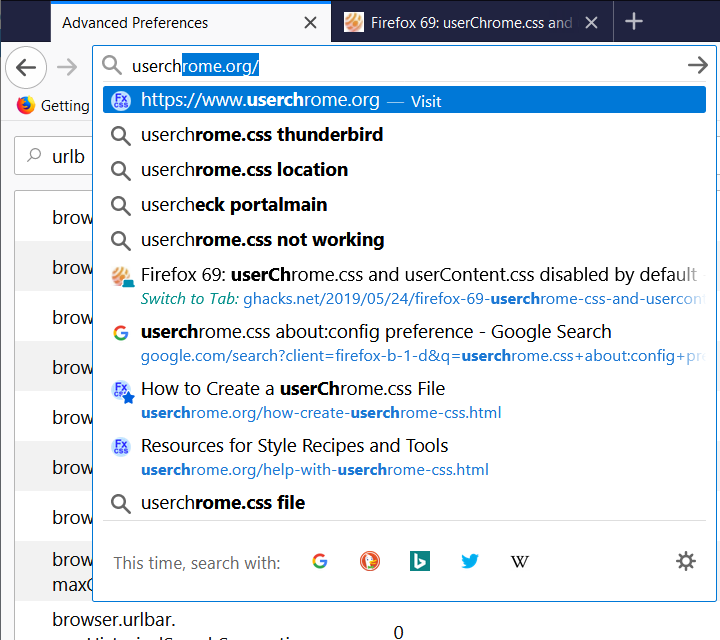 Advanced Preferences
Firefox 69: userChrome.css and
userchrome.org/
Getting
https://www.userchrome.org — Visit
urlb
userchrome.css thunderbird
userchrome.css location
usercheck portalmain
brow
userchrome.css not working
brow
Firefox 69: userChrome.css and userContent.css disabled by default
Switch to Tab: ghacks.net/2019/05/24/firefox-69-userchrome-css-and-userconte
brow
userchrome.css about:config preference - Google Search
google.com/search?client=firefox-b-1-d&q=userchrome.css+about:config+pre
brow
How to Create a userChrome.css File
userchrome.org/how-create-userchrome-css.html
brow
Resources for Style Recipes and Tools
userchrome.org/help-with-userchrome-css.html
brow
userchrome.css file
brow
This time, search with:
W
brow
max
browser.urlbar.
0